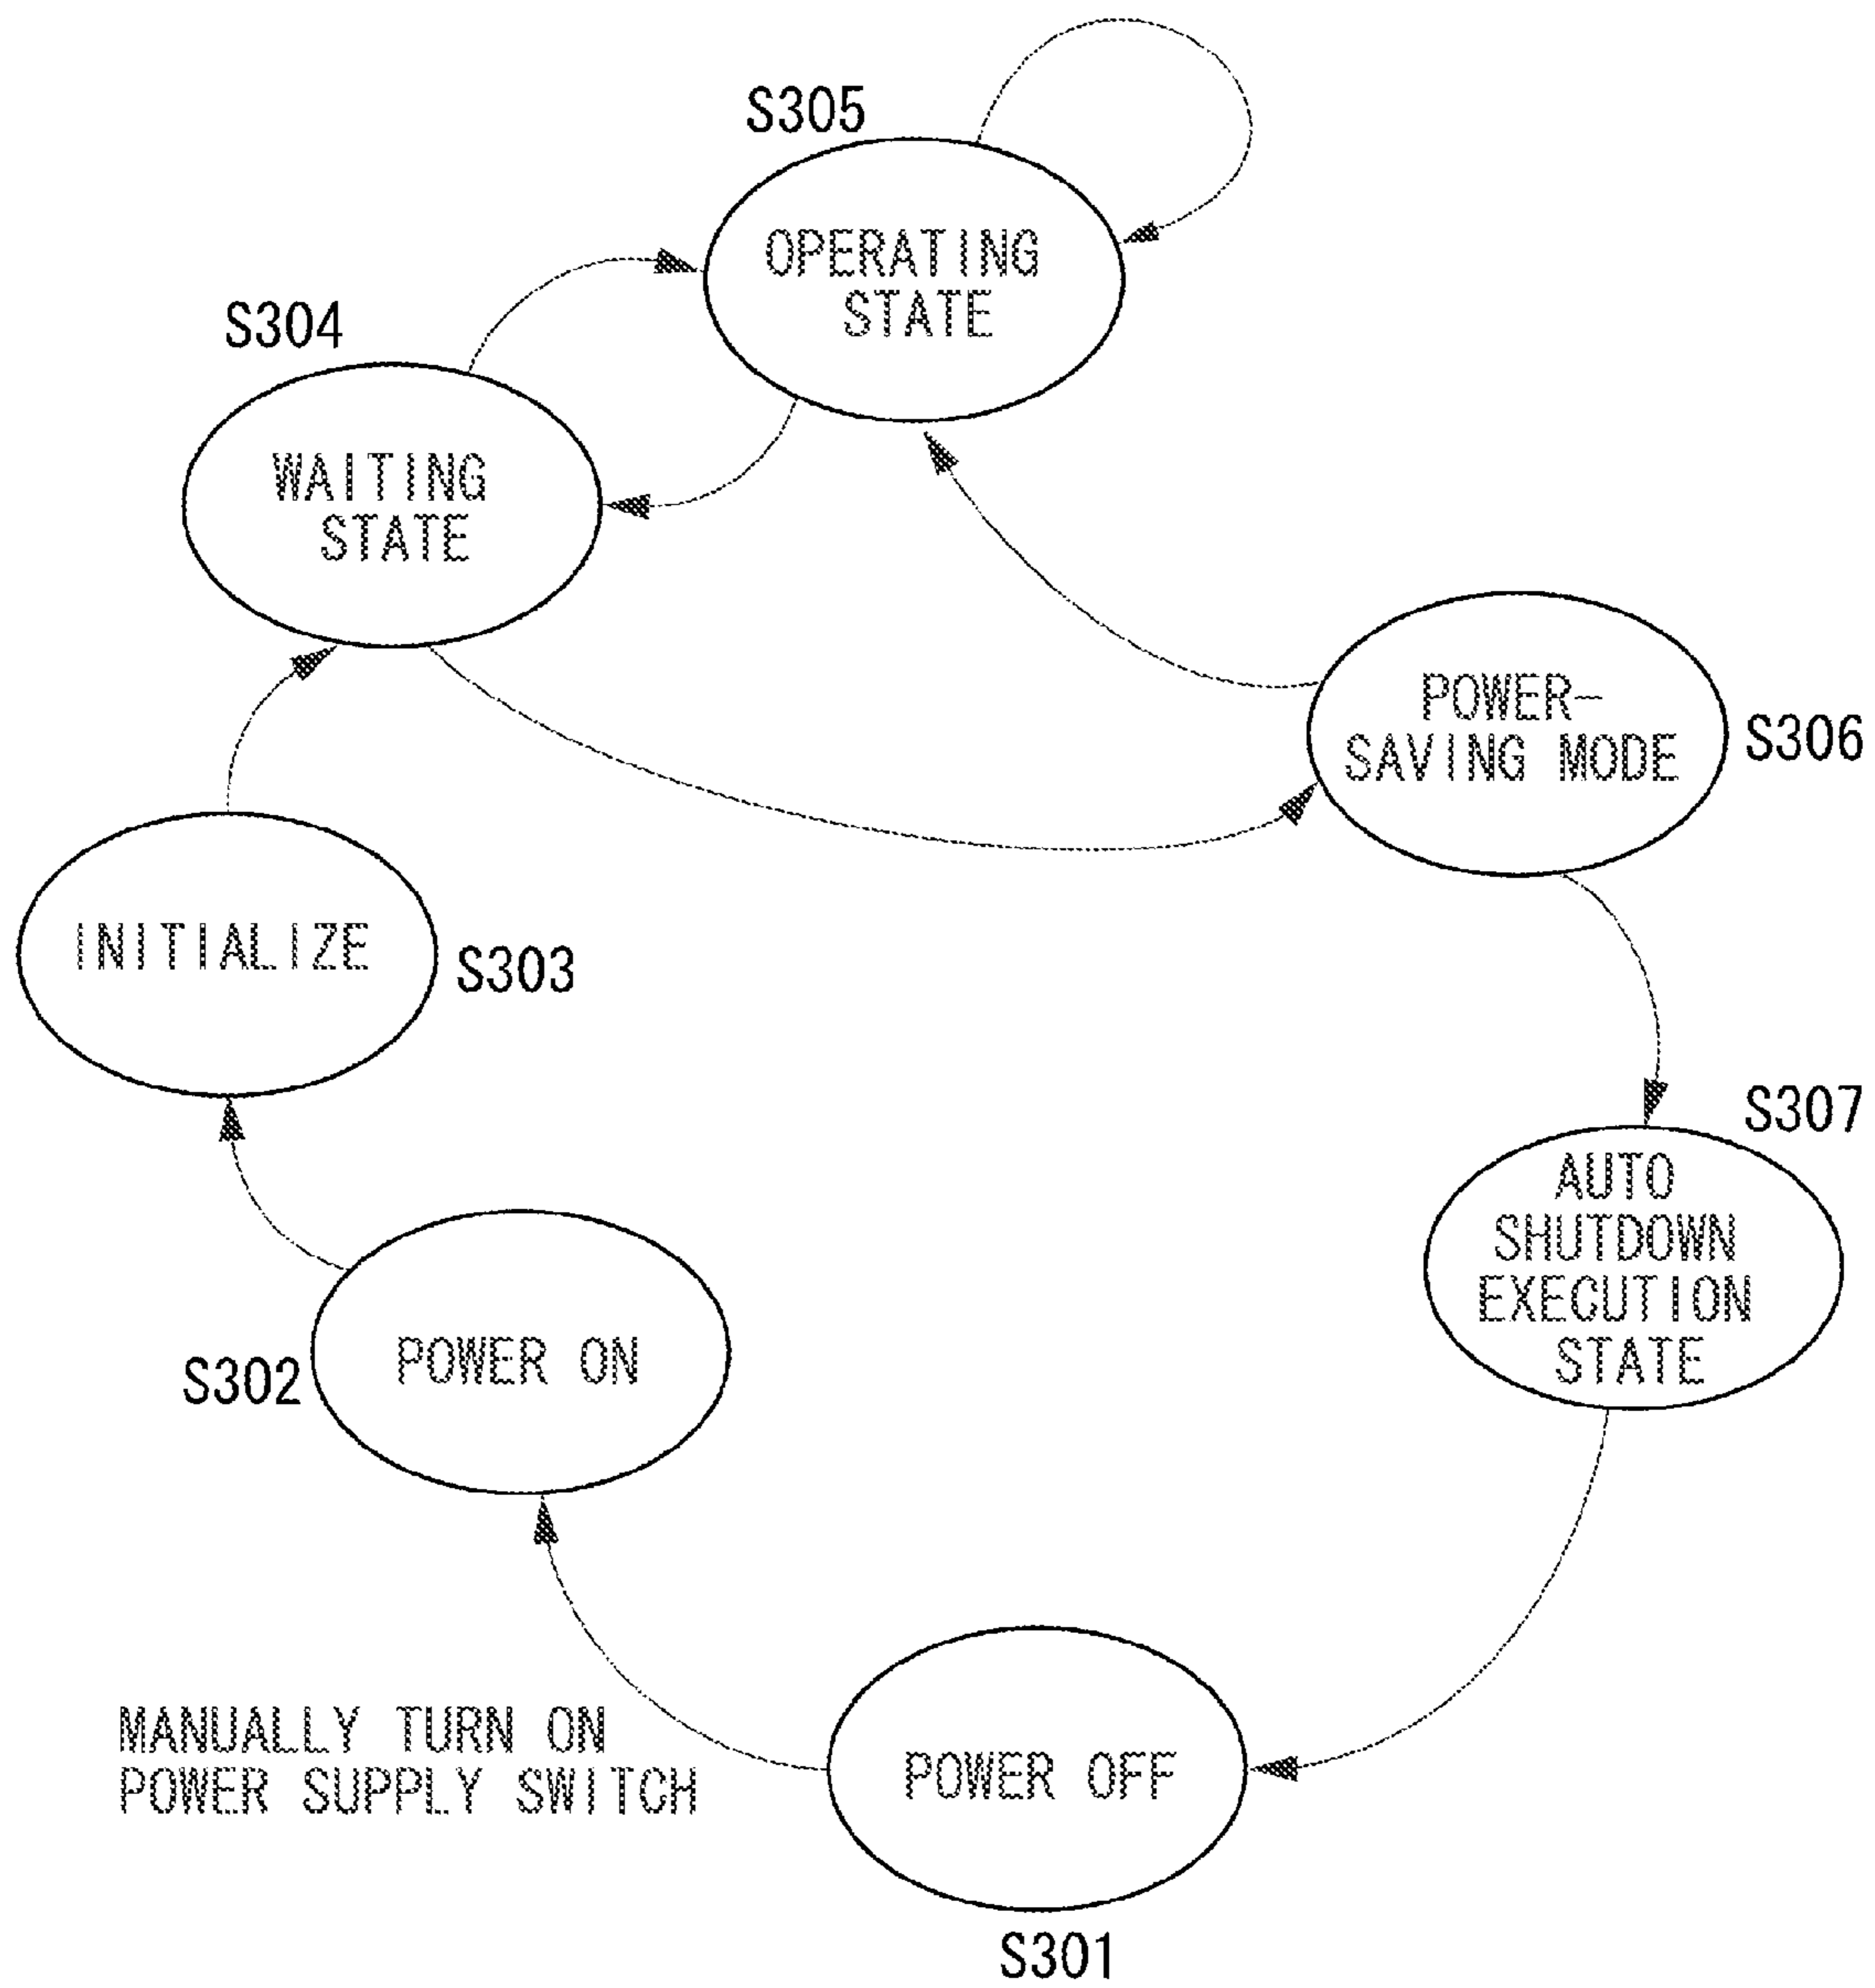 S305
OPERATING
STATE
S304
WAITING
STATE
POWER-
SAVING MODE
S306
INITIALIZE
S303
S307
AUTO
SHUTDOWN
EXECUTION
STATE
POWER ON
S302
MANUALLY TURN ON
POWER SUPPLY SWITCH
POWER OFF
S301